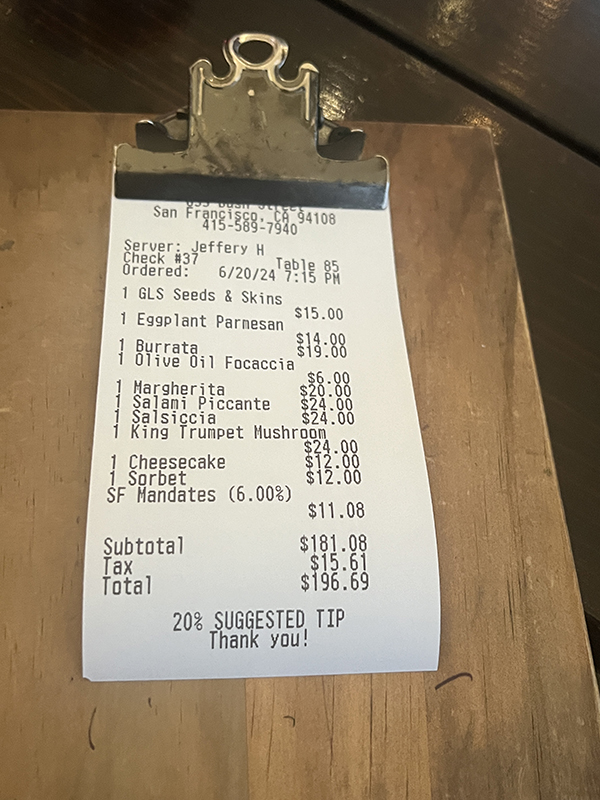 San Francisco, CA 94108
415-589-7940
Server: Jeffery H
Check #37 Table 85
Ordered: 6/20/24 7:15 PM
1 GLS Seeds & Skins
$15.00
1 Eggplant Parmesan
$14.00
1 Burrata $19.00
1 Olive Oil Focaccia
$6.00
1 Margherita $20.00
1 Salami Piccante $24.00
1 Salsiccia $24.00
1 King Trumpet Mushroom
$24.00
1 Cheesecake $12.00
1 Sorbet $12.00
SF Mandates (6.00%)
$11.08
Subtotal $181.08
Tax $15.61
Total $196.69
20% SUGGESTED TIP
Thank you!